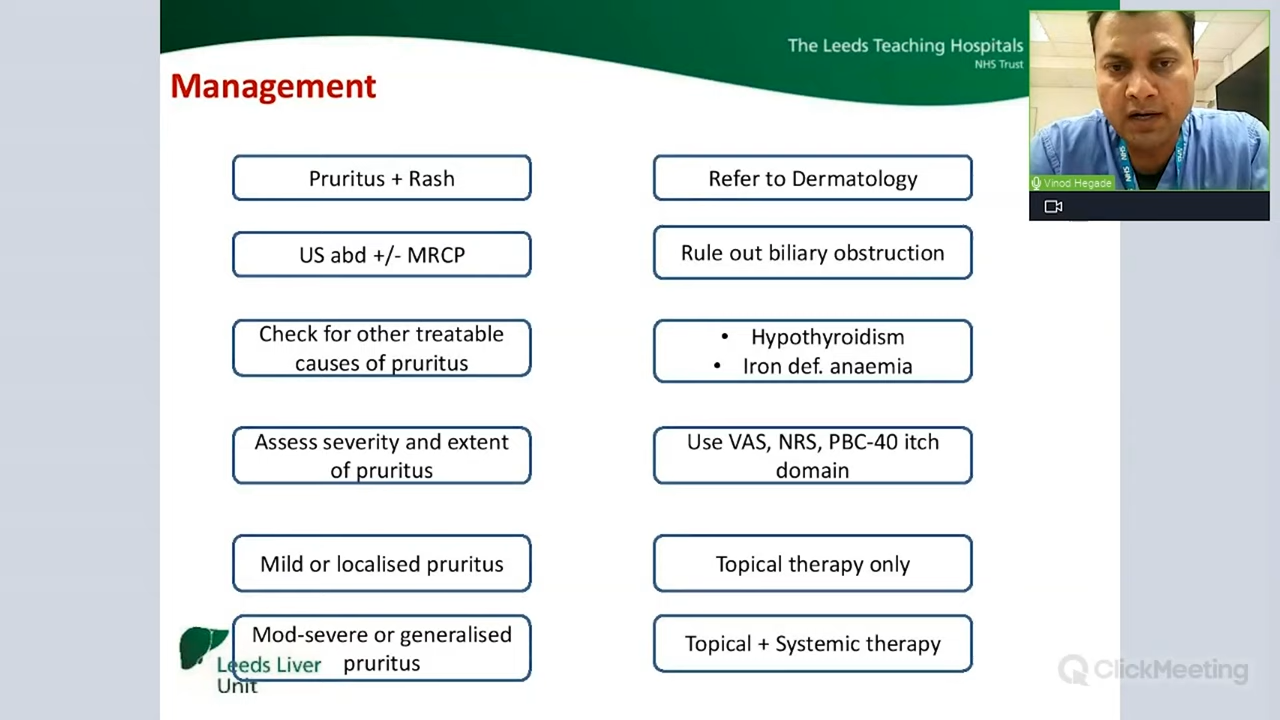 The Leeds Teaching Hospitals
NHS Trust
Management
Pruritus + Rash
Refer to Dermatology
US abd +/- MRCP
Rule out biliary obstruction
Check for other treatable
causes of pruritus
• Hypothyroidism
• Iron def. anaemia
Assess severity and extent
of pruritus
Use VAS, NRS, PBC-40 itch
domain
Mild or localised pruritus
Topical therapy only
Mod-severe or generalised
pruritus
Topical + Systemic therapy
Leeds Liver
Unit
Vinod Hegade
NHS
ClickMeeting